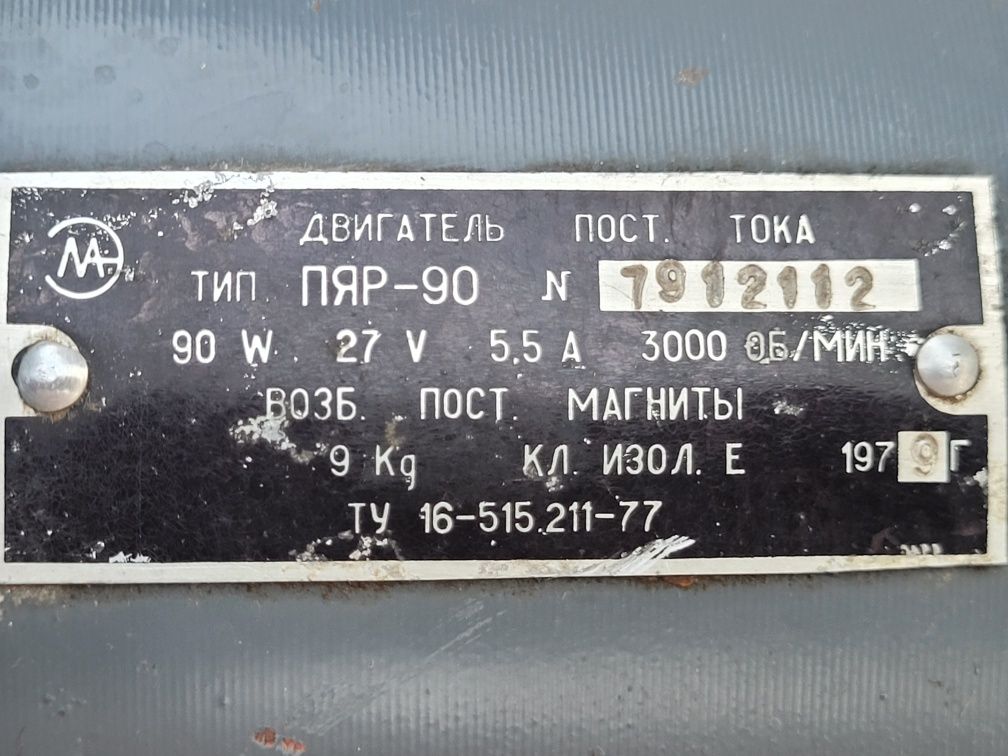 ДВИГАТЕЛЬ ПОСТ. ТОКА
ТИП ПЯР-90 N 7912112
90 W 27 V 5,5 A 3000 ОБ/МИН
ВОЗБ. ПОСТ. МАГНИТЫ
9 Kg КЛ. ИЗОЛ. Е 1979Г
ТУ 16-515.211-77